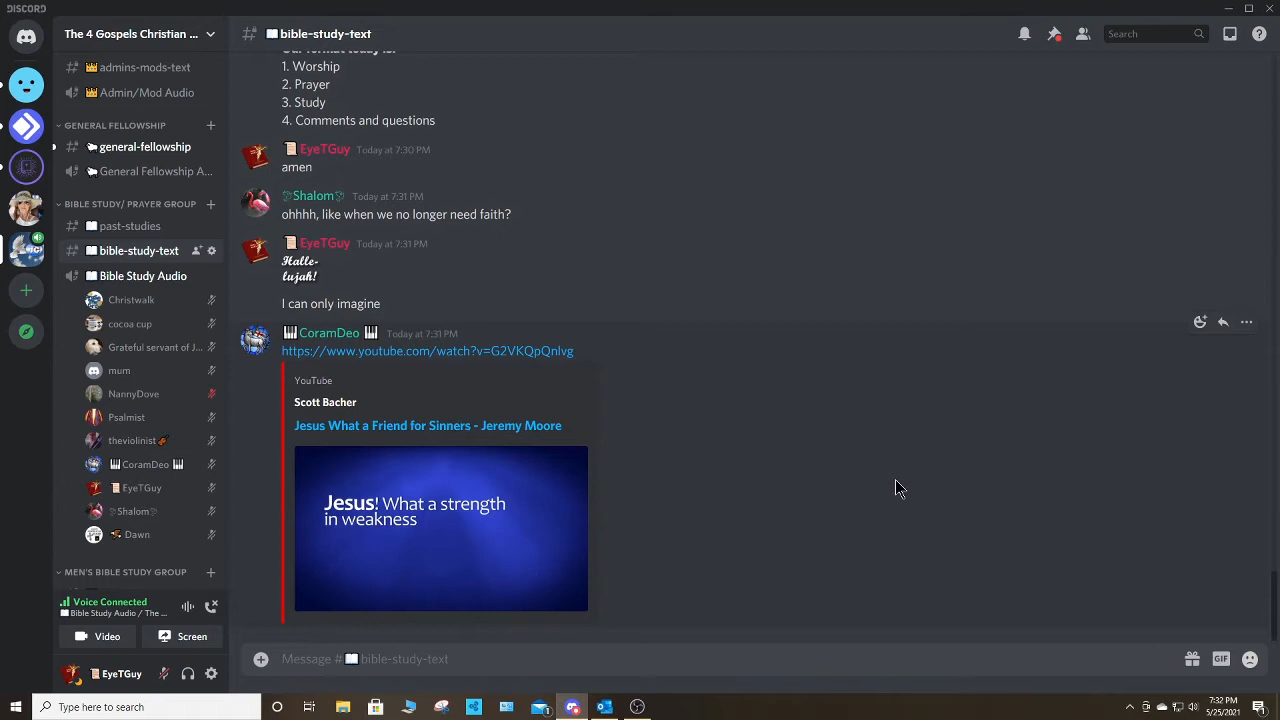 DISCORD
The 4 Gospels Christian ...
bible-study-text
Search
admins-mods-text
Admin/Mod Audio
GENERAL FELLOWSHIP
general-fellowship
General Fellowship A...
BIBLE STUDY/ PRAYER GROUP
past-studies
bible-study-text
Bible Study Audio
Christwalk
cocoa cup
Grateful servant of J...
mum
NannyDove
Psalmist
theviolinist
CoramDeo
EyeTGuy
Shalom
Dawn
MEN'S BIBLE STUDY GROUP
Voice Connected
Bible Study Audio / The ...
Video
Screen
EyeTGuy
Our format today is:
1. Worship
2. Prayer
3. Study
4. Comments and questions
EyeTGuy Today at 7:30 PM
amen
Shalom Today at 7:31 PM
ohhhh, like when we no longer need faith?
EyeTGuy Today at 7:31 PM
Halle-
lujah!
I can only imagine
CoramDeo Today at 7:31 PM
https://www.youtube.com/watch?v=G2VKQpQnlvg
YouTube
Scott Bacher
Jesus What a Friend for Sinners - Jeremy Moore
Jesus! What a strength
in weakness
Message #bible-study-text
GIF
Type here to search
7:32 PM
5/25/2021